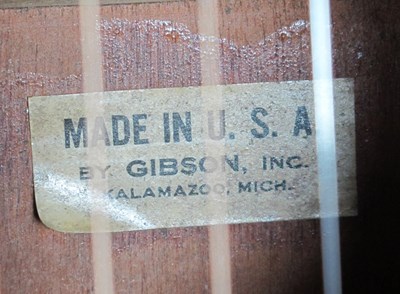 MADE IN U. S. A
BY GIBSON, INC.
KALAMAZOO, MICH.